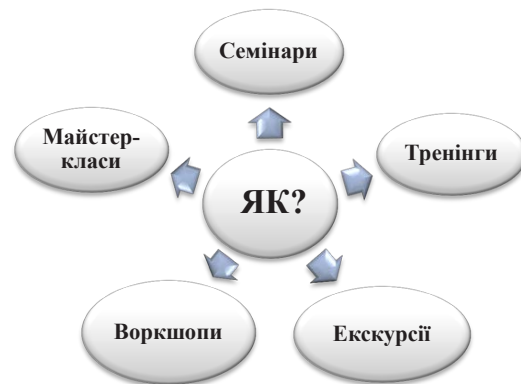 Семінари
Майстер-
класи
Тренінги
ЯК?
Воркшопи
Екскурсії